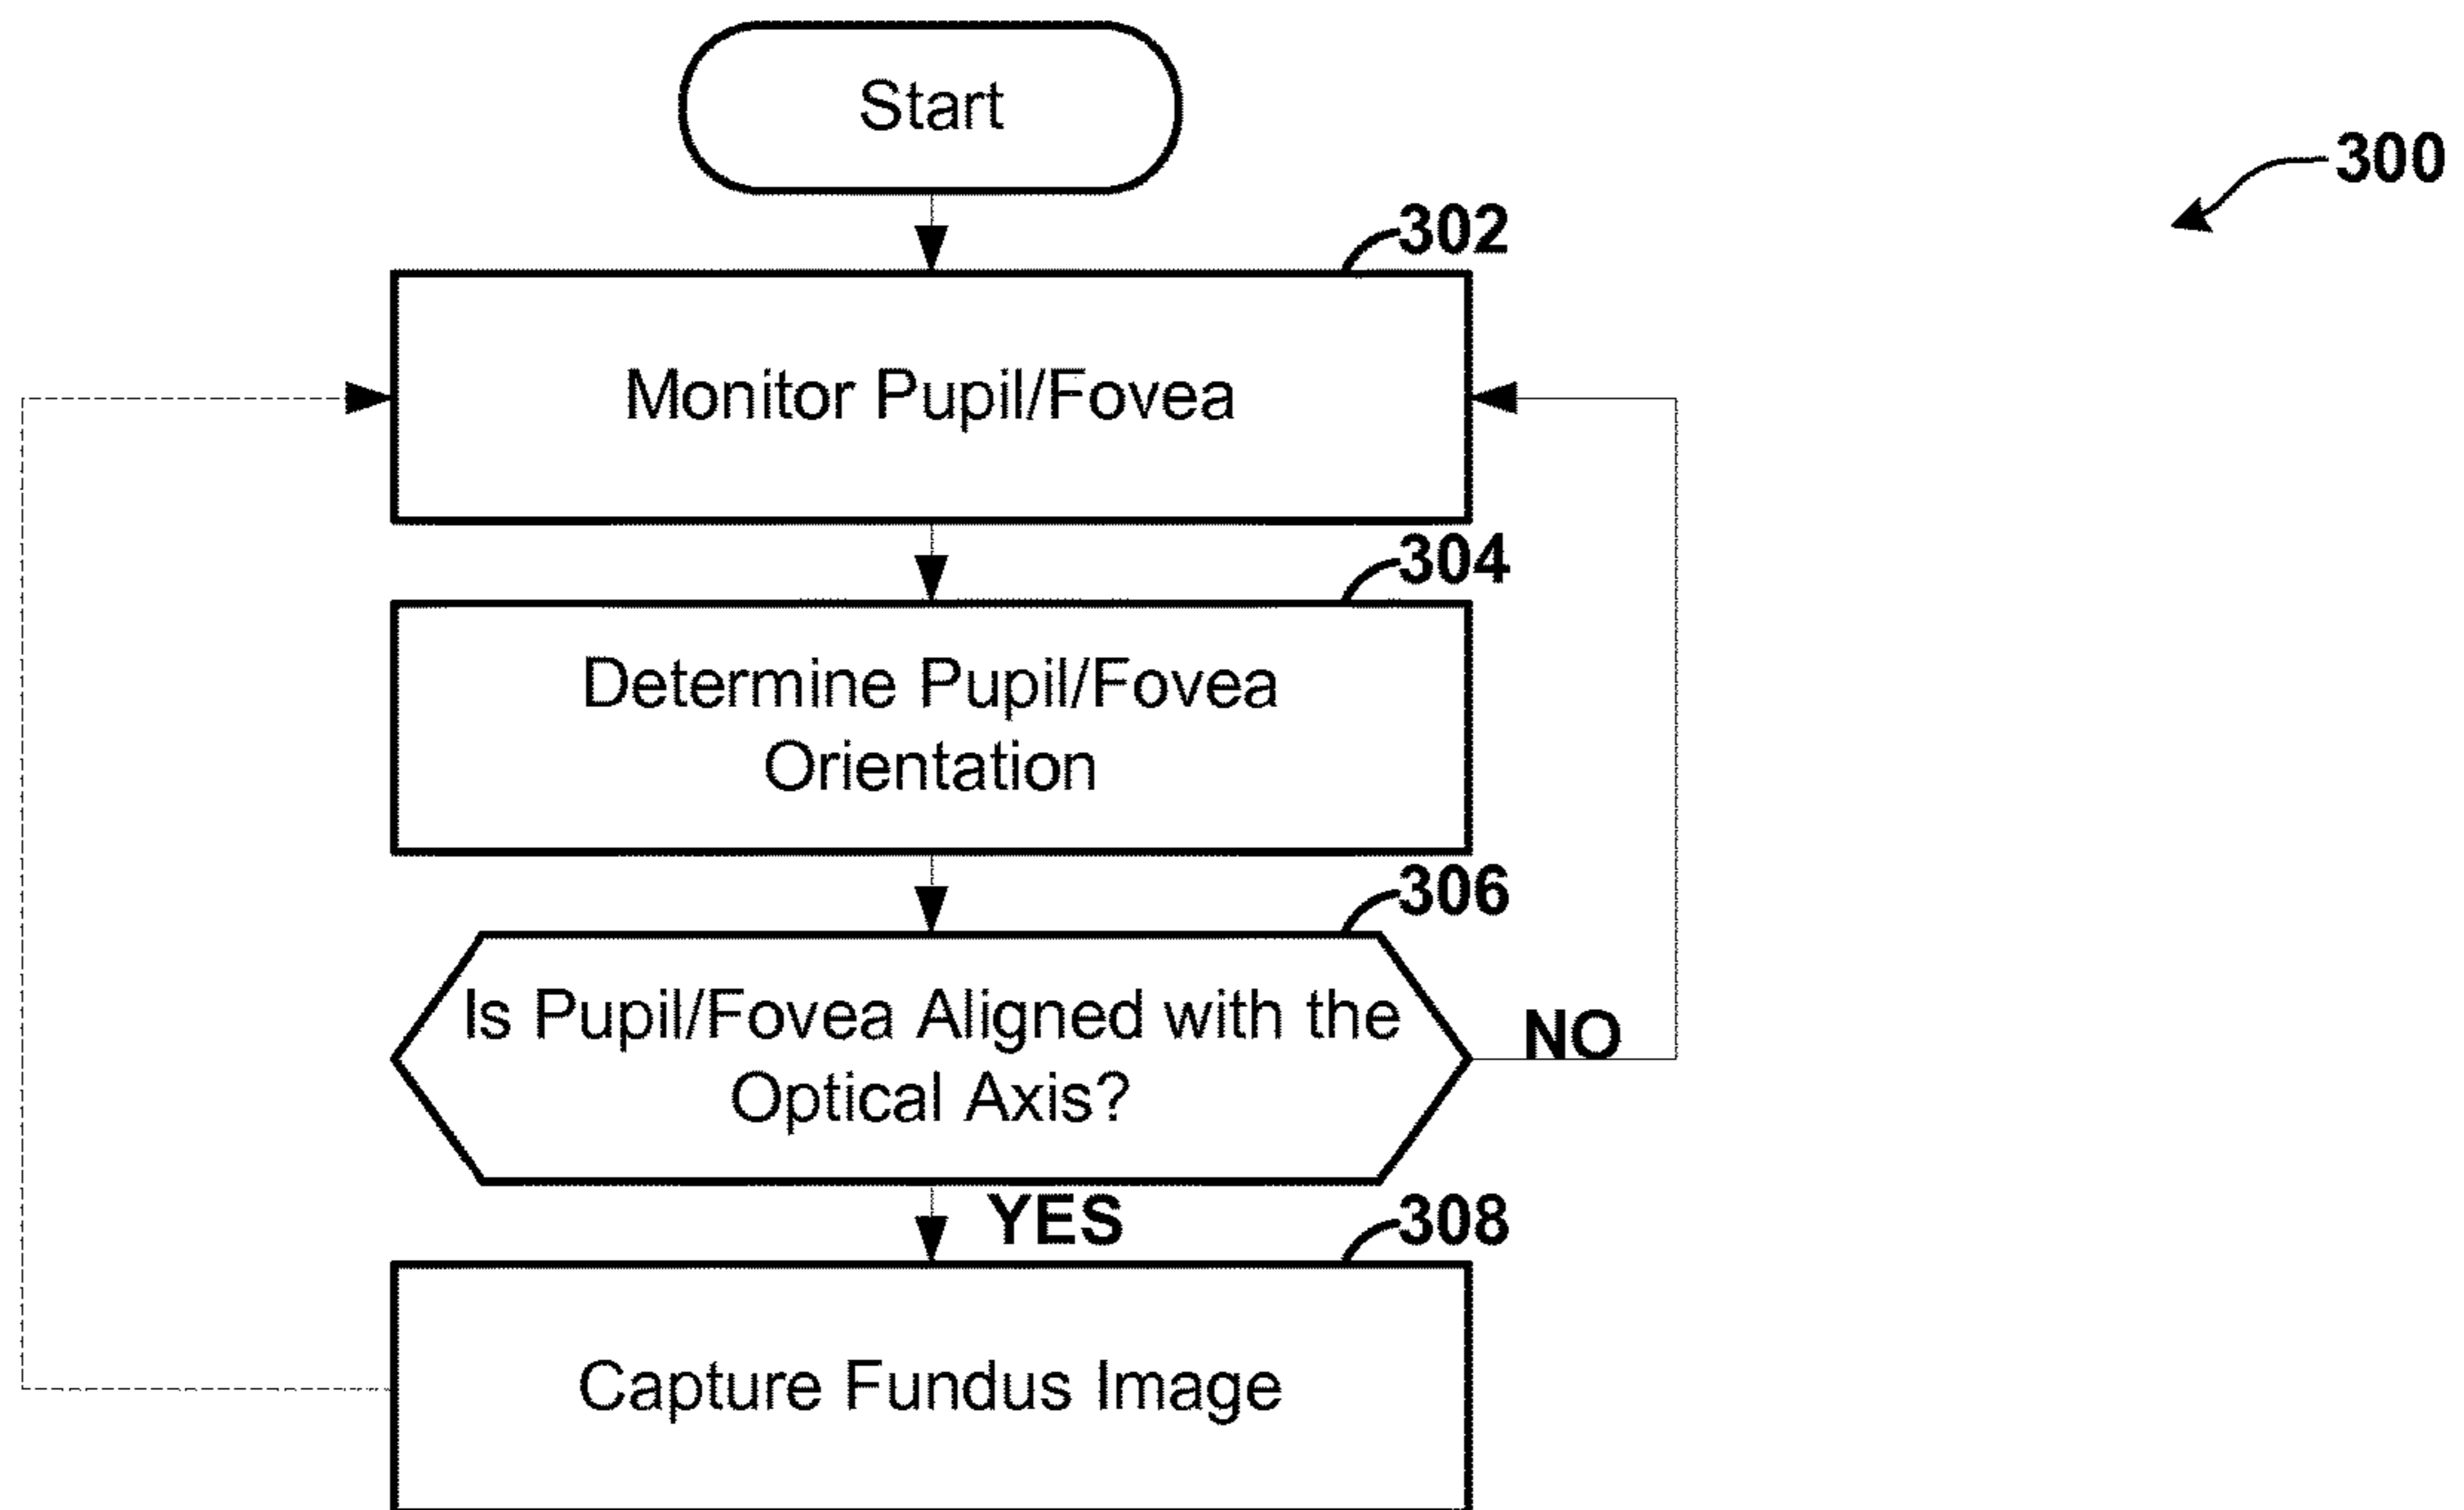 Start
300
302
Monitor Pupil/Fovea
304
Determine Pupil/Fovea
Orientation
306
Is Pupil/Fovea Aligned with the
Optical Axis?
NO
YES
308
Capture Fundus Image